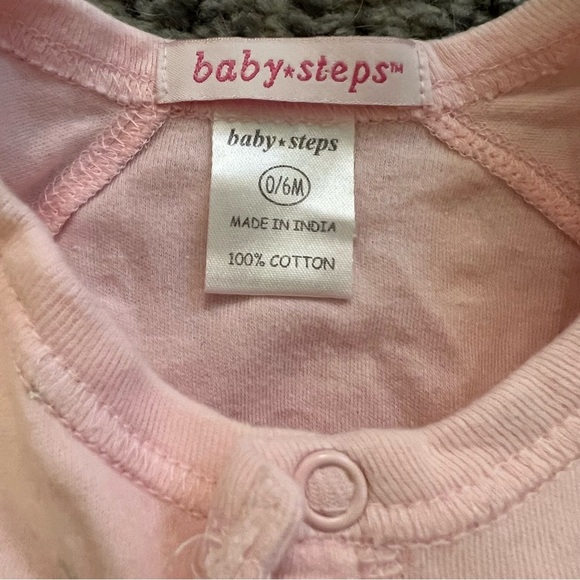 baby★steps™
baby★steps
0/6M
MADE IN INDIA
100% COTTON